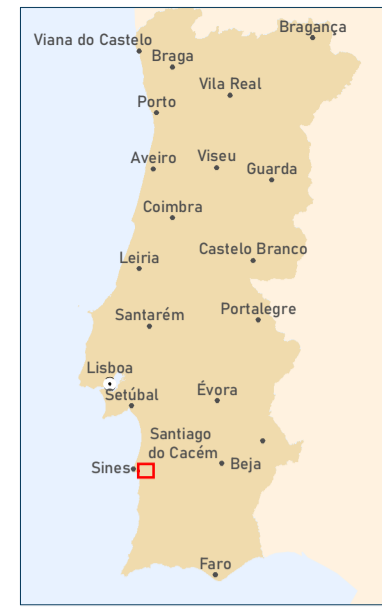 Bragança
Viana do Castelo
Braga
Vila Real
Porto
Aveiro
Viseu
Guarda
Coimbra
Castelo Branco
Leiria
Portalegre
Santarém
Lisboa
Setúbal
Évora
Santiago
do Cacém
Sines
Beja
Faro